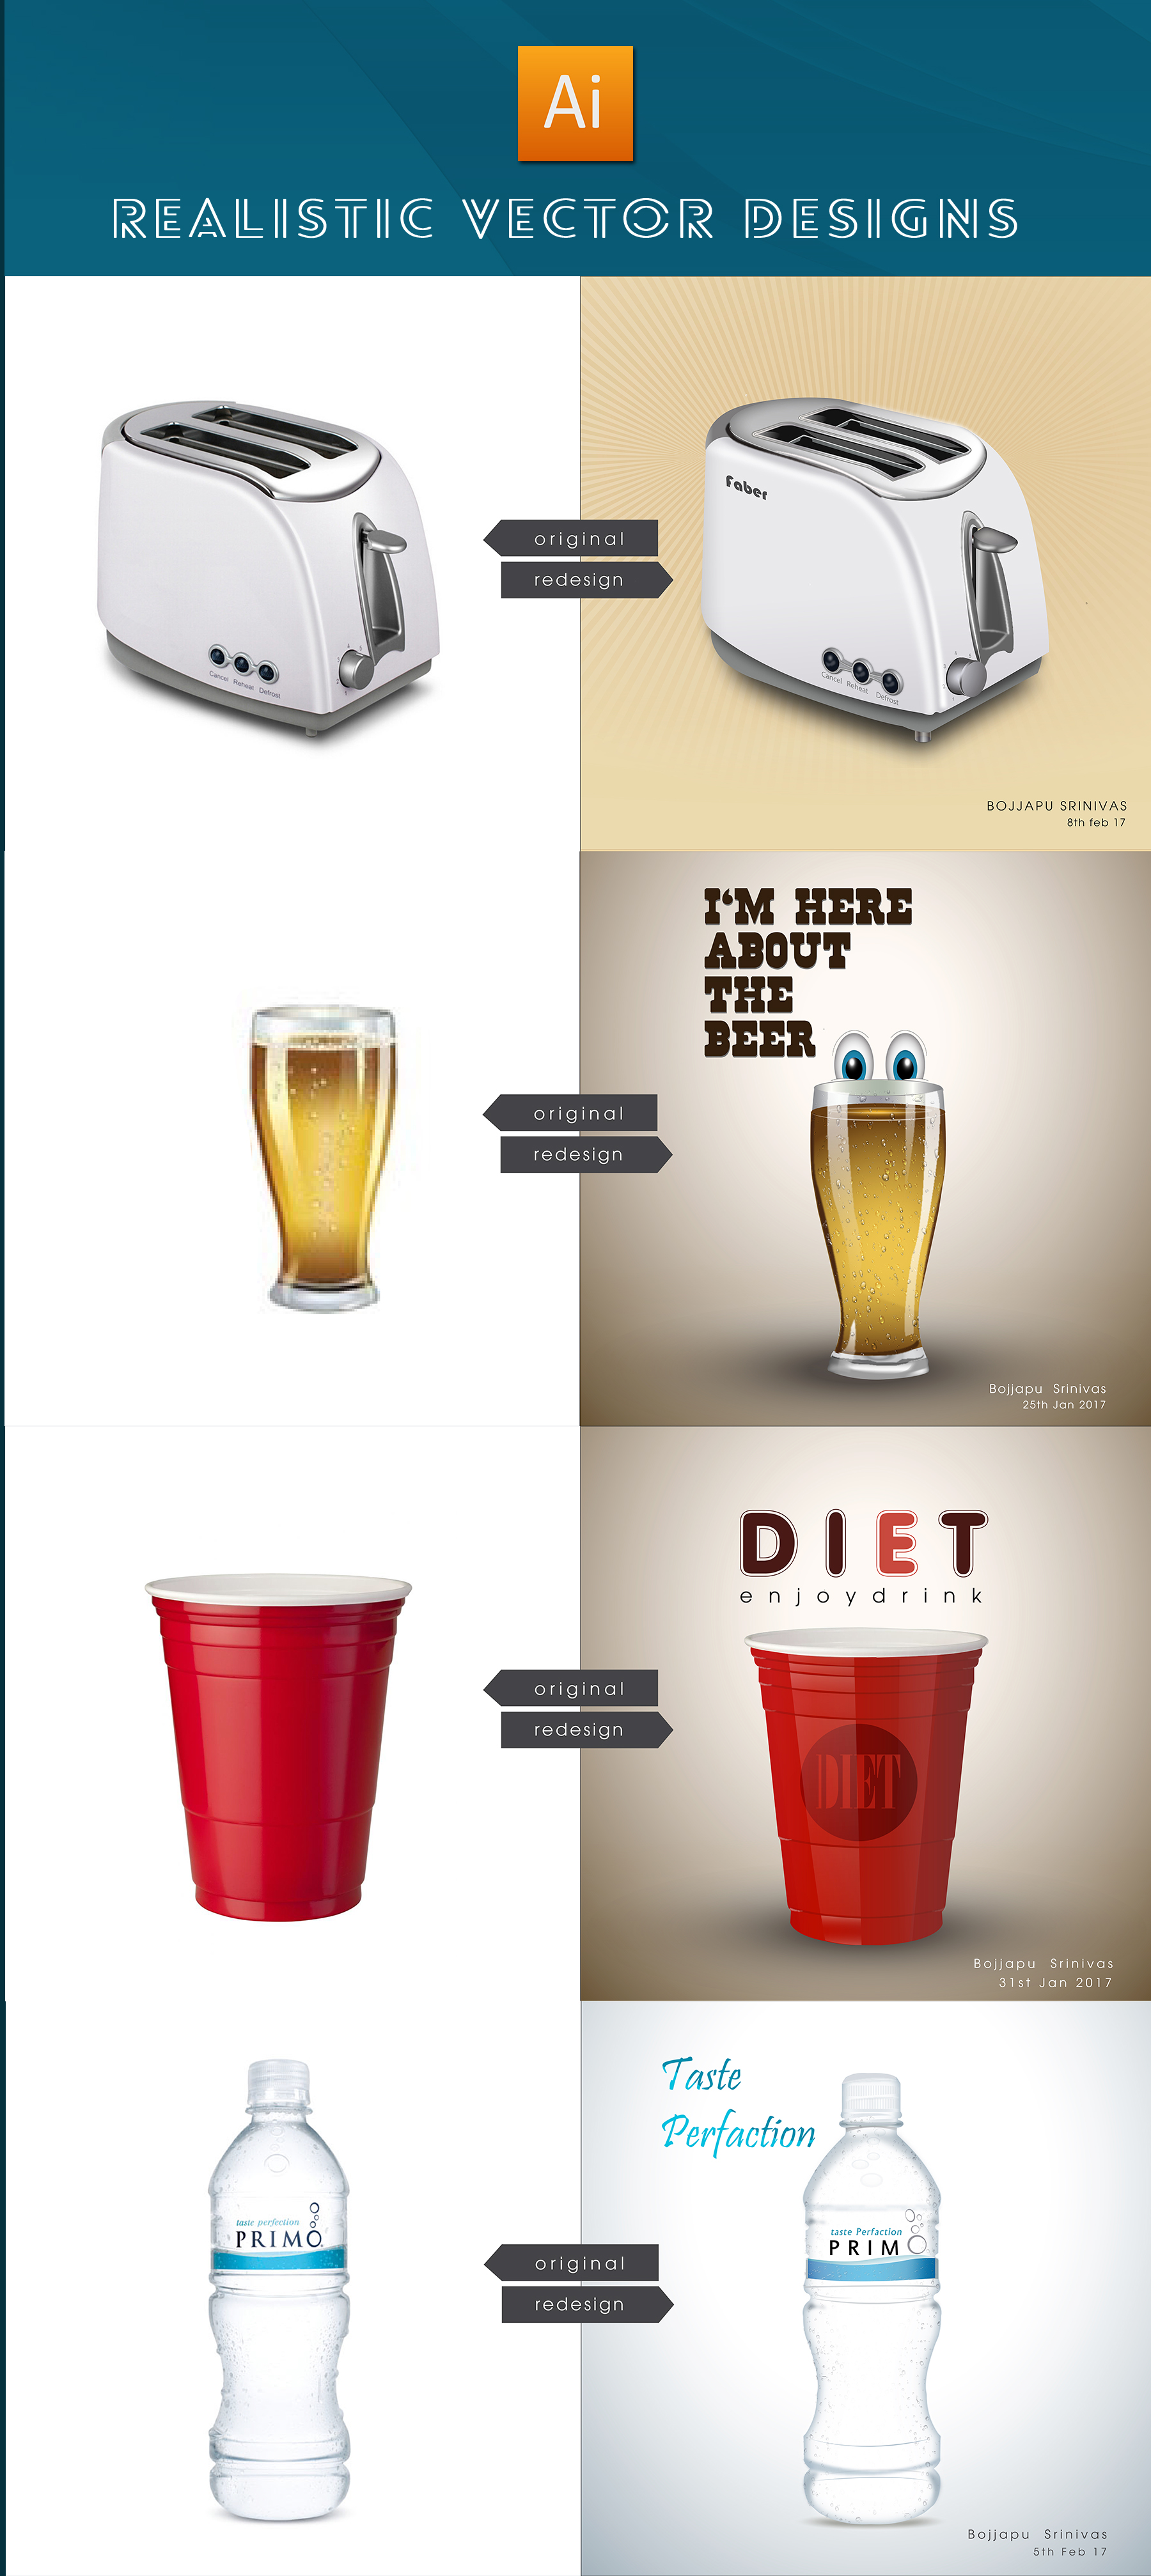 Ai
REALISTIC VECTOR DESIGNS
Cancel Reheat Defrost
original
redesign
Faber
Cancel Reheat Defrost
BOJJAPU SRINIVAS
8th feb 17
original
redesign
I'M HERE
ABOUT
THE
BEER
Bojjapu Srinivas
25th Jan 2017
original
redesign
DIET
enjoydrink
DIET
Bojjapu Srinivas
31st Jan 2017
taste perfection
PRIMO
original
redesign
Taste
Perfaction
taste Perfaction
PRIMO
Bojjapu Srinivas
5th Feb 17